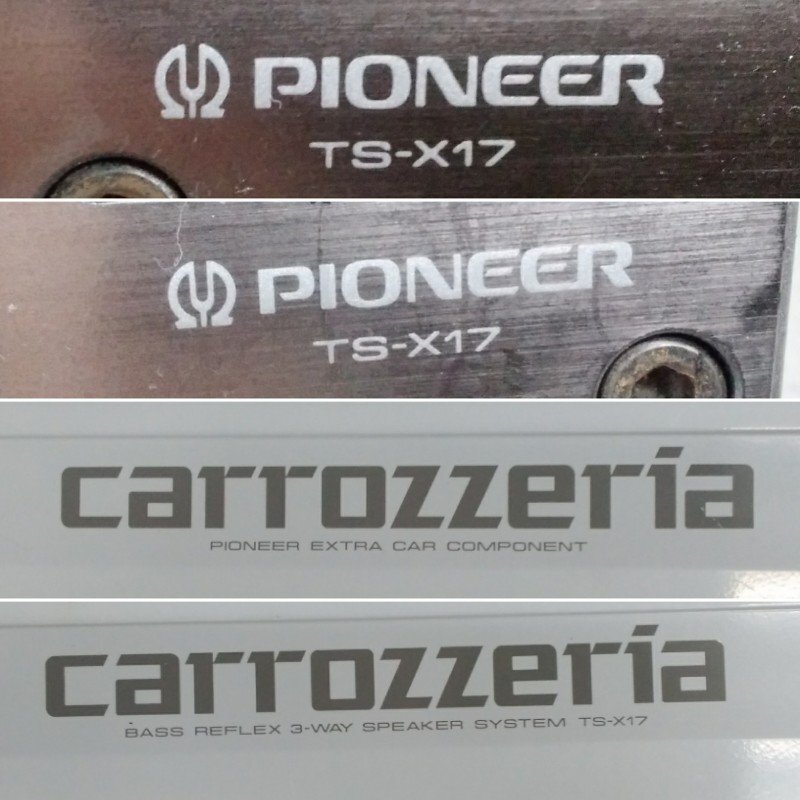 PIONEER
TS-X17
PIONEER
TS-X17
carrozzeria
PIONEER EXTRA CAR COMPONENT
carrozzeria
BASS REFLEX 3-WAY SPEAKER SYSTEM TS-X17